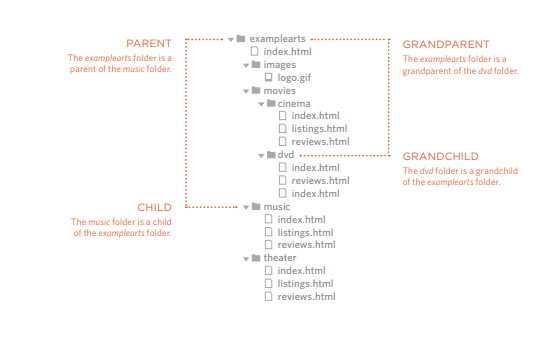 PARENT
The examplearts folder is a
parent of the music folder.
examplearts
index.html
images
logo.gif
movies
cinema
index.html
listings.html
reviews.html
dvd
index.html
reviews.html
index.html
music
index.html
listings.html
reviews.html
theater
index.html
listings.html
reviews.html
CHILD
The music folder is a child
of the examplearts folder.
GRANDPARENT
The examplearts folder is a
grandparent of the dvd folder.
GRANDCHILD
The dvd folder is a grandchild
of the examplearts folder.